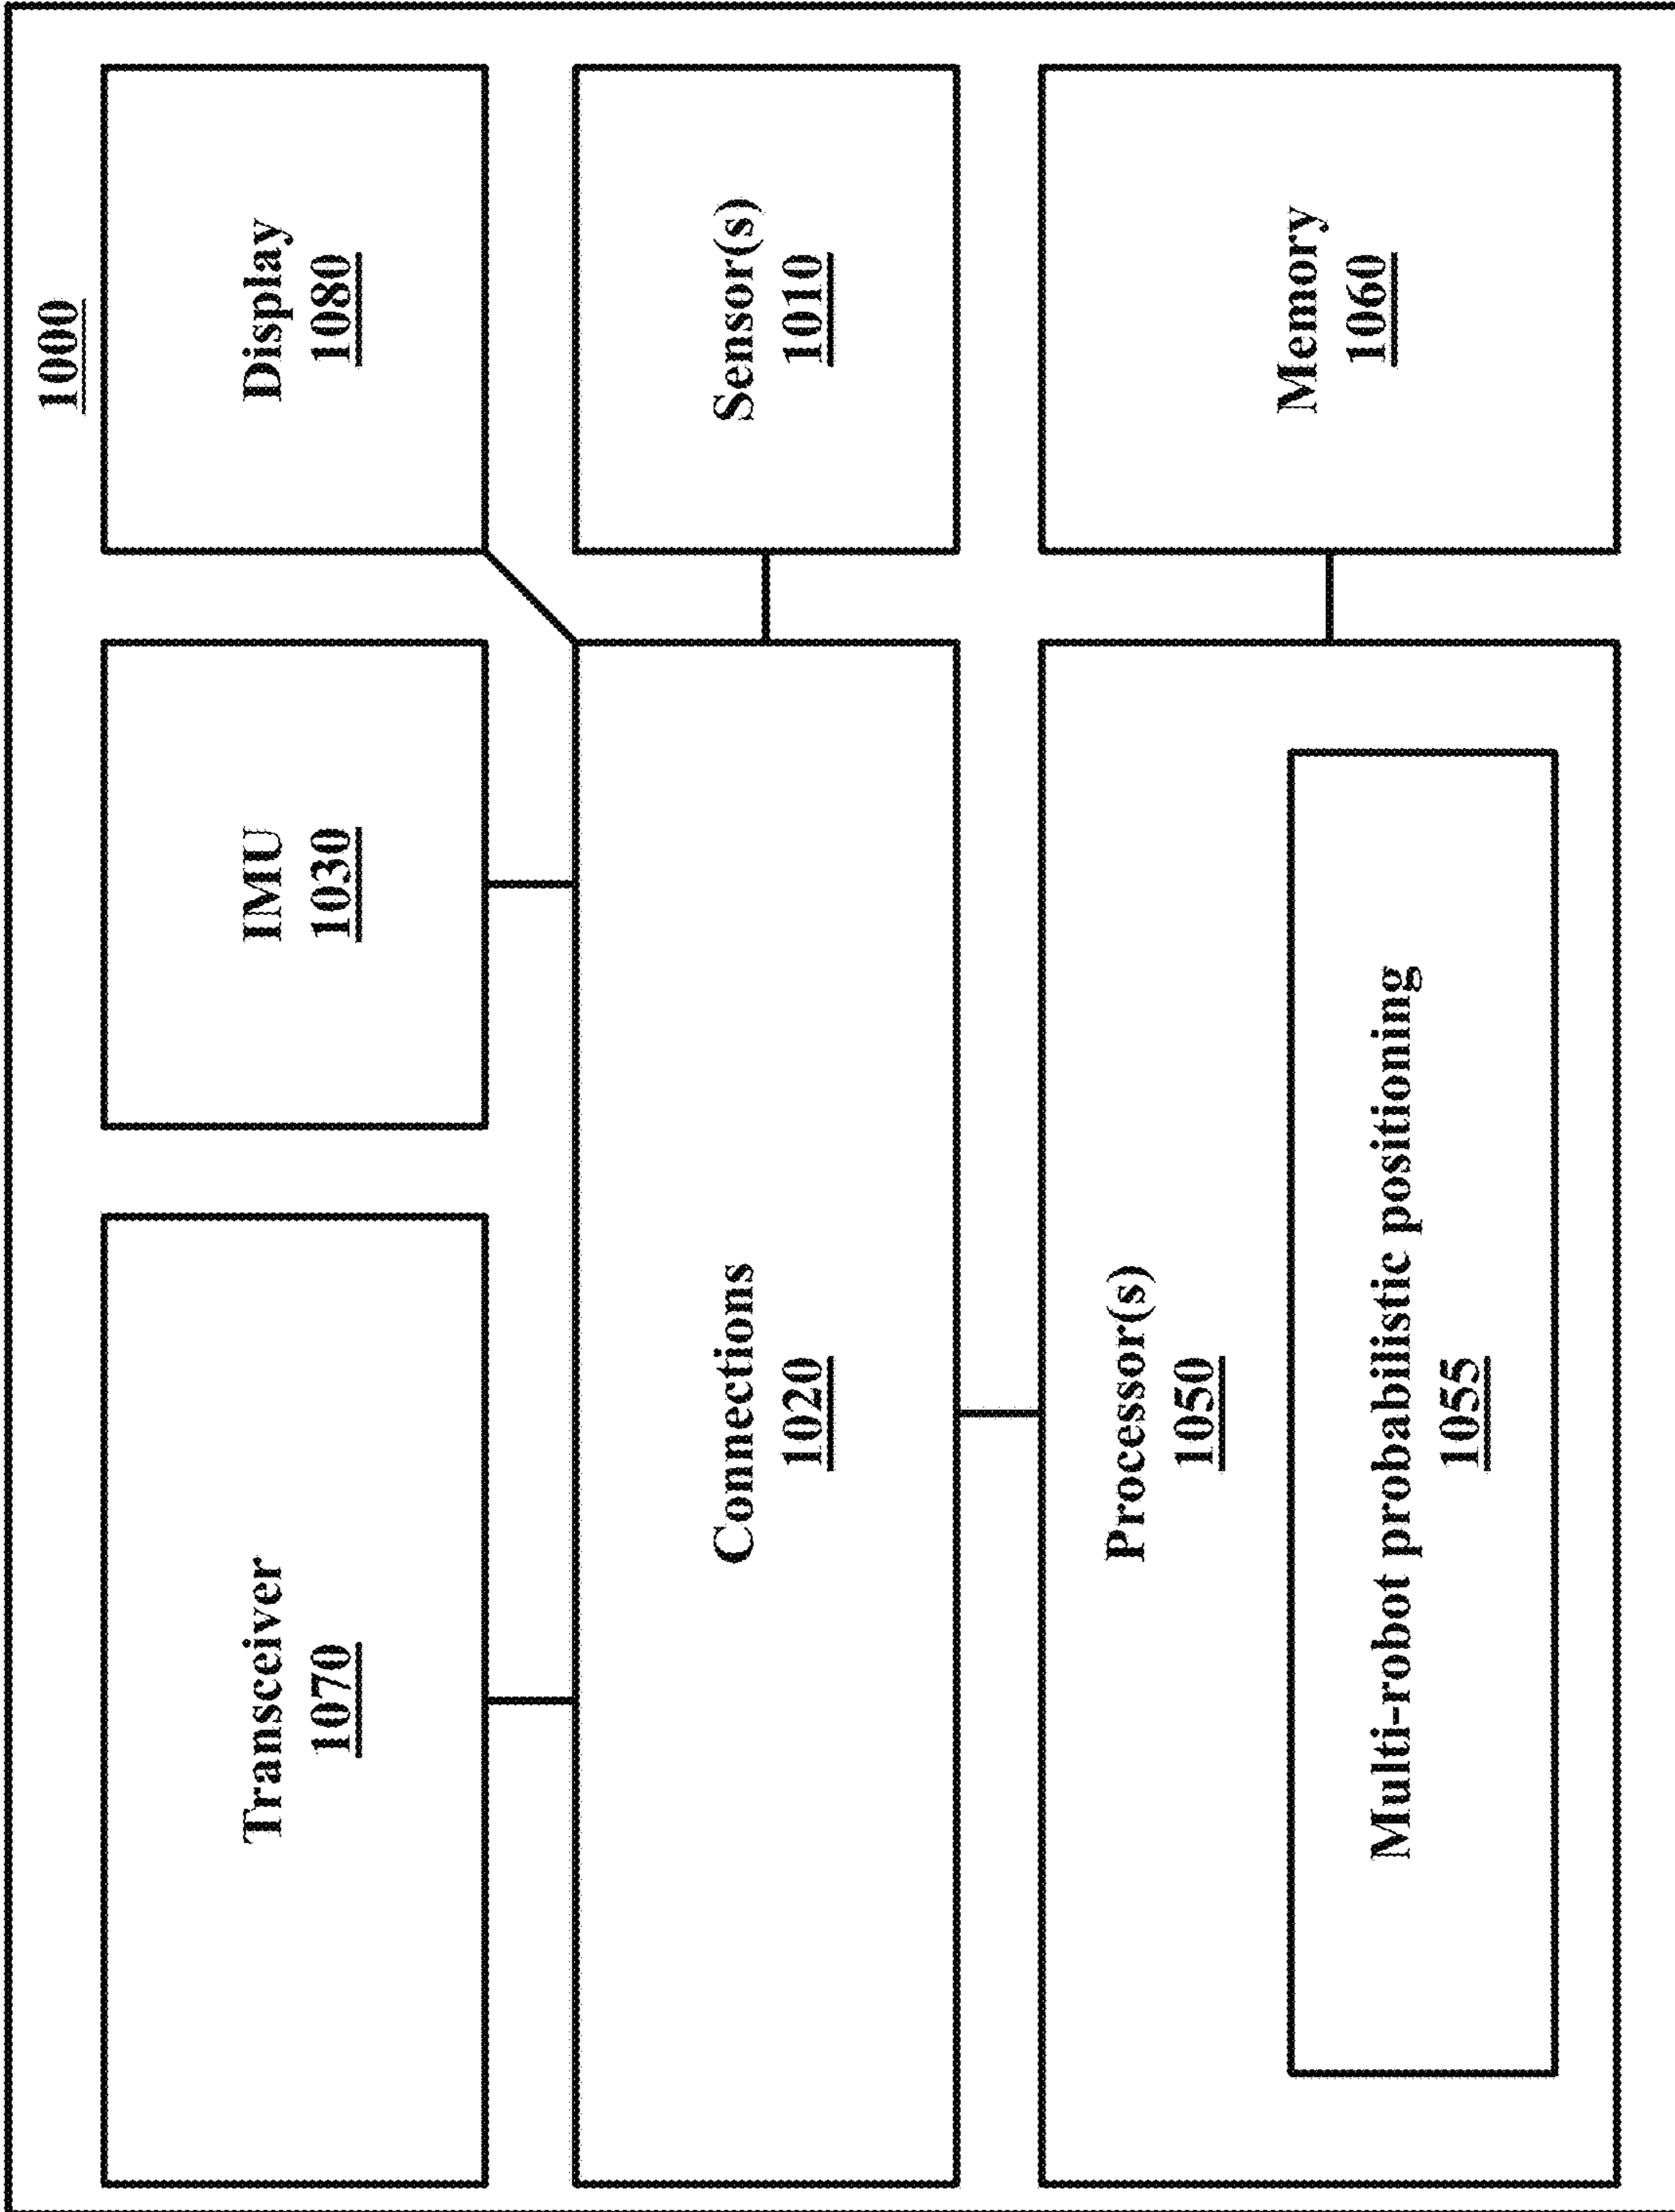 1000
Transceiver
1070
IMU
1030
Display
1080
Connections
1020
Sensor(s)
1010
Processor(s)
1050
Multi-robot probabilistic positioning
1055
Memory
1060